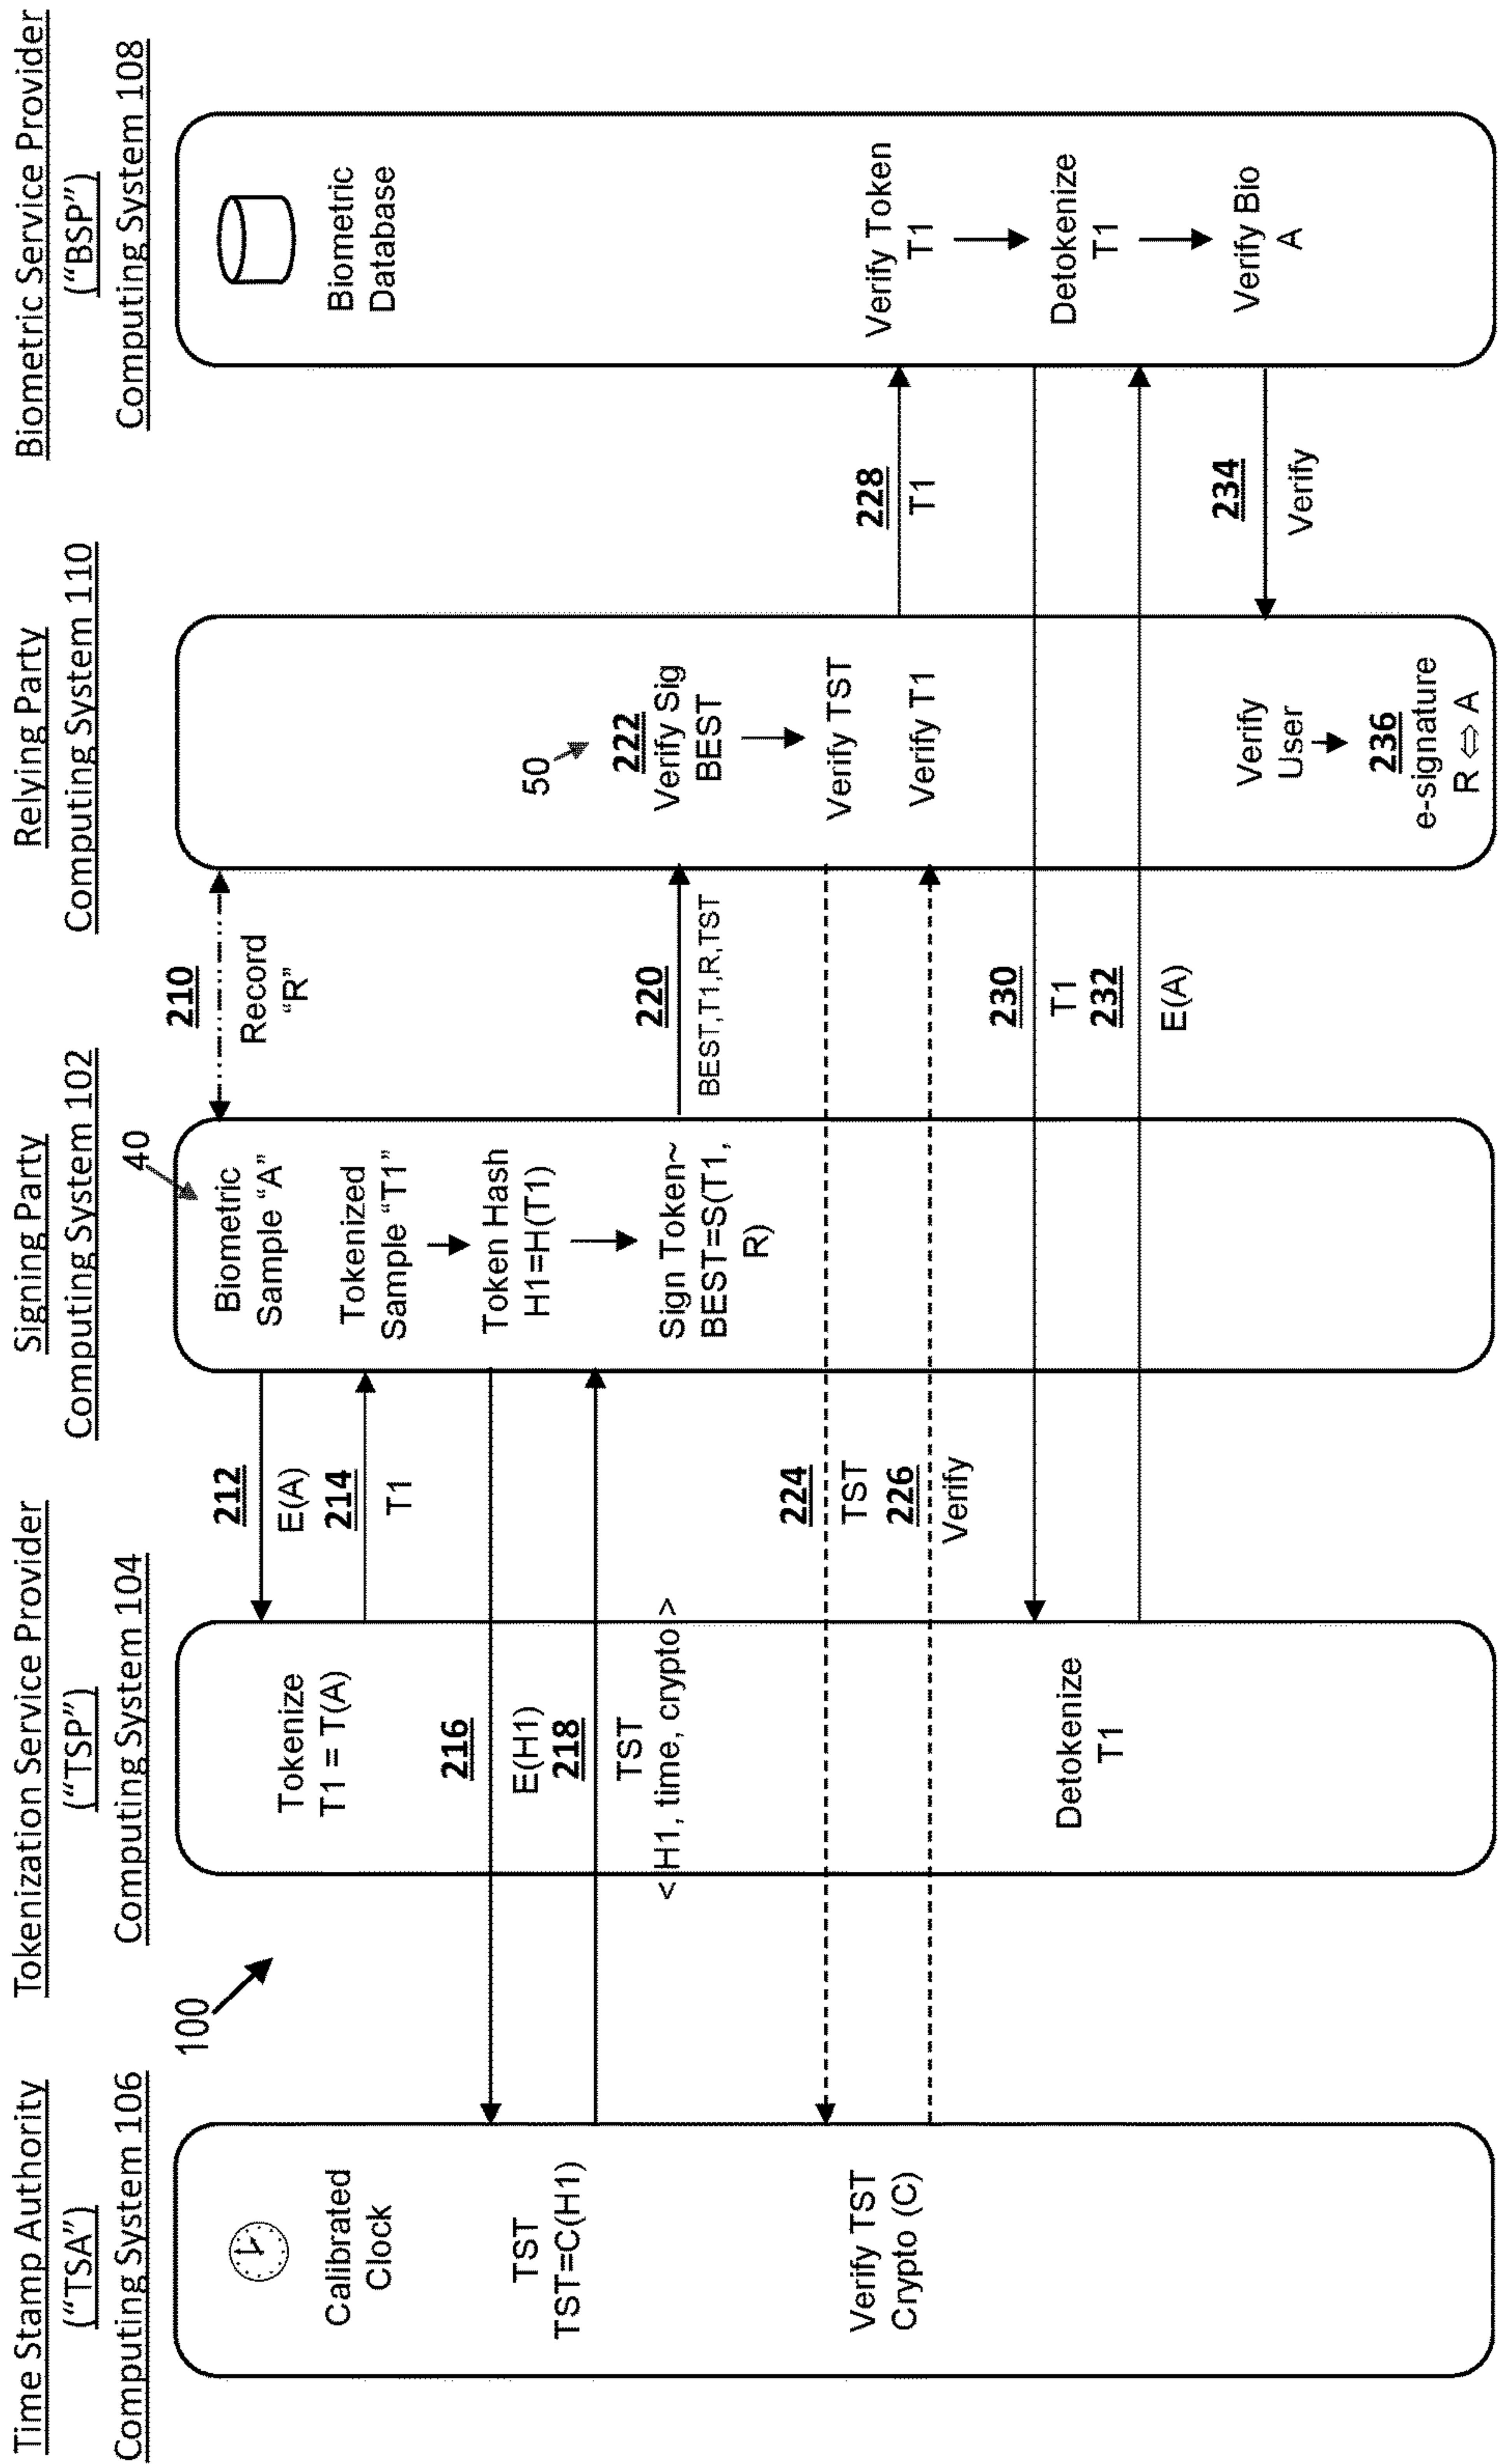 Time Stamp Authority
("TSA")
Computing System 106
Tokenization Service Provider
("TSP")
Computing System 104
Signing Party
Computing System 102
Relying Party
Computing System 110
Biometric Service Provider
("BSP")
Computing System 108
100
Calibrated
Clock
TST
TST=C(H1)
Verify TST
Crypto (C)
Tokenize
T1 = T(A)
216
E(H1)
218
TST
< H1, time, crypto >
Detokenize
T1
212
E(A)
214
T1
224
TST
226
Verify
40
Biometric
Sample "A"
Tokenized
Sample "T1"
Token Hash
H1=H(T1)
Sign Token~
BEST=S(T1,
R)
210
Record
"R"
220
BEST,T1,R,TST
230
T1
232
E(A)
50
222
Verify Sig
BEST
Verify TST
Verify T1
Verify
User
236
e-signature
R ⇔ A
228
T1
234
Verify
Biometric
Database
Verify Token
T1
Detokenize
T1
Verify Bio
A